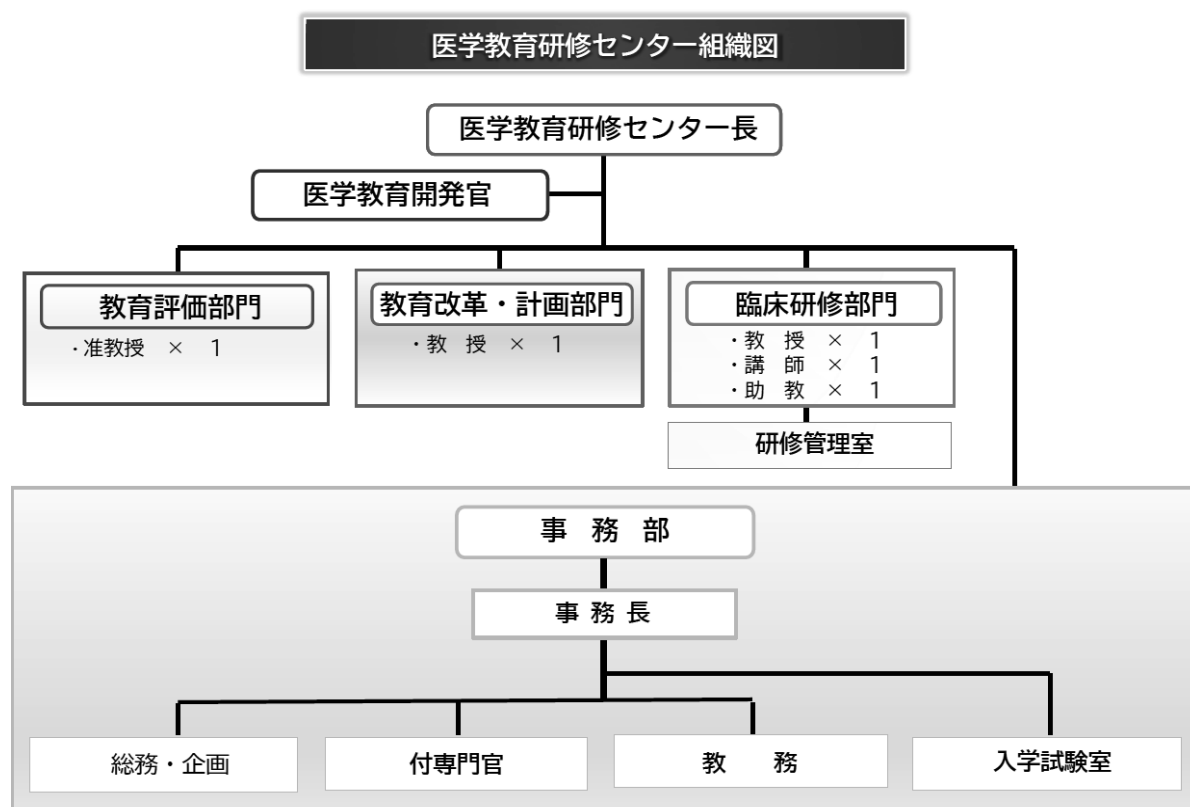 医学教育研修センター組織図
医学教育研修センター長
医学教育開発官
教育評価部門
・准教授 × 1
教育改革・計画部門
・教 授 × 1
臨床研修部門
・教 授 × 1
・講 師 × 1
・助 教 × 1
研修管理室
事 務 部
事 務 長
総務・企画
付専門官
教 務
入学試験室